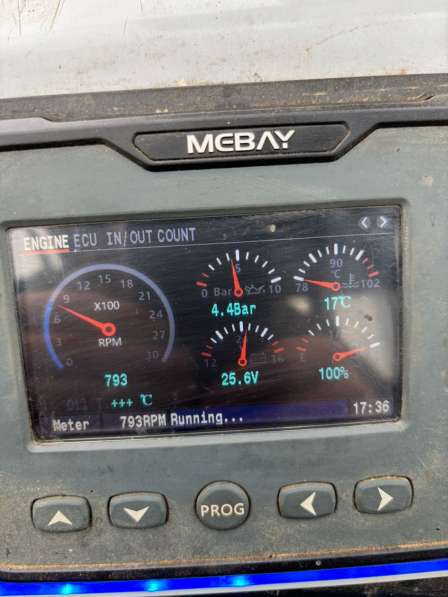 MEBAY
ENGINE ECU IN/OUT COUNT
0 3 6 9 12 15 18 21 24 27 30
X100
RPM
793
+++ ℃
0 Bar 5 10
4.4Bar
78 90 ℃ 102
17℃
12
25.6V
100%
Meter 793RPM Running... 17:36
PROG